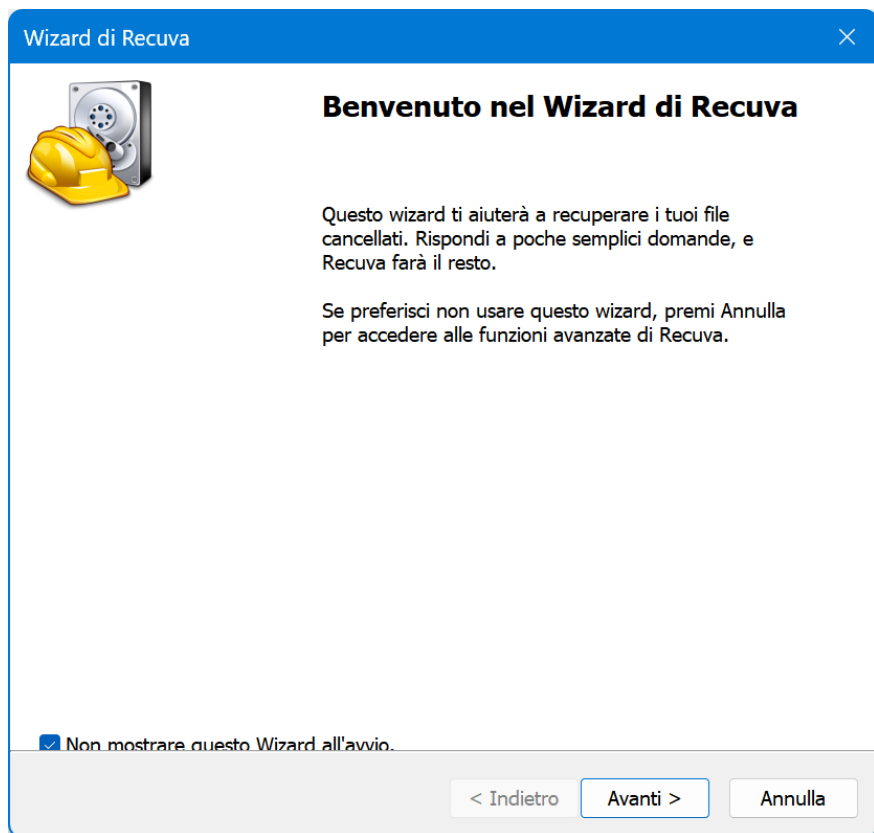 Wizard di Recuva
Benvenuto nel Wizard di Recuva
Questo wizard ti aiuterà a recuperare i tuoi file
cancellati. Rispondi a poche semplici domande, e
Recuva farà il resto.
Se preferisci non usare questo wizard, premi Annulla
per accedere alle funzioni avanzate di Recuva.
Non mostrare questo Wizard all'avvio.
< Indietro
Avanti >
Annulla